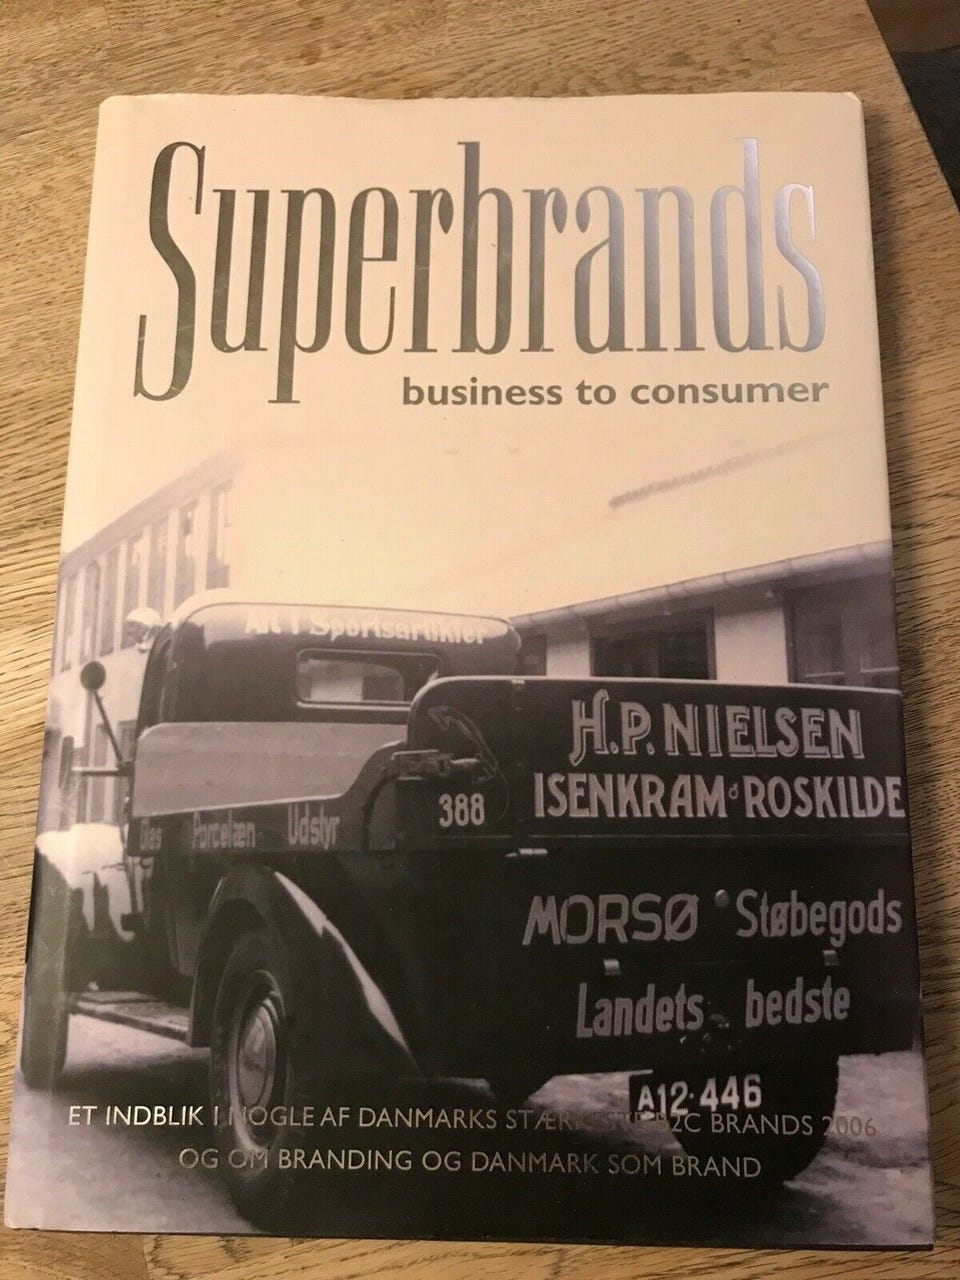 Superbrands
business to consumer
Alt i Sportsartikler
H.P. NIELSEN
ISENKRAM ROSKILDE
388
Glas Porcelæn Udstyr
MORSØ Støbegods
Landets bedste
A12·446
ET INDBLIK I NOGLE AF DANMARKS STÆRKESTE B2C BRANDS 2006
OG OM BRANDING OG DANMARK SOM BRAND